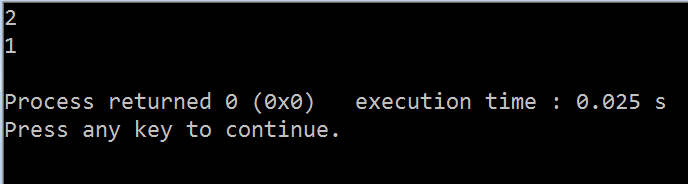 2
1
Process returned 0 (0x0)   execution time : 0.025 s
Press any key to continue.